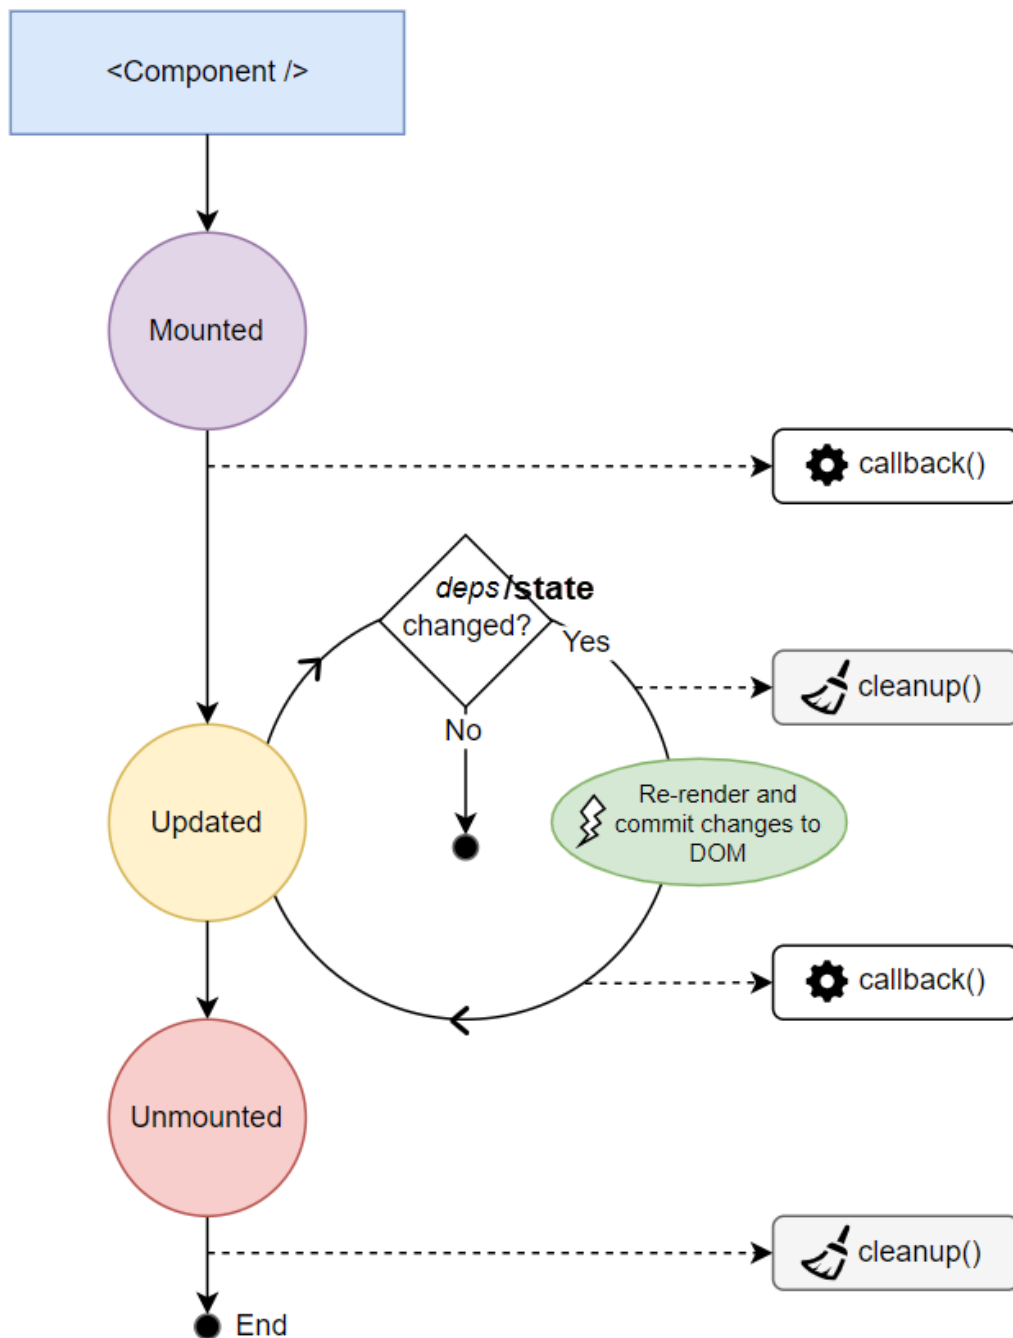 <Component />
Mounted
callback()
deps/state
changed?
Yes
cleanup()
No
Updated
Re-render and
commit changes to
DOM
callback()
Unmounted
cleanup()
End